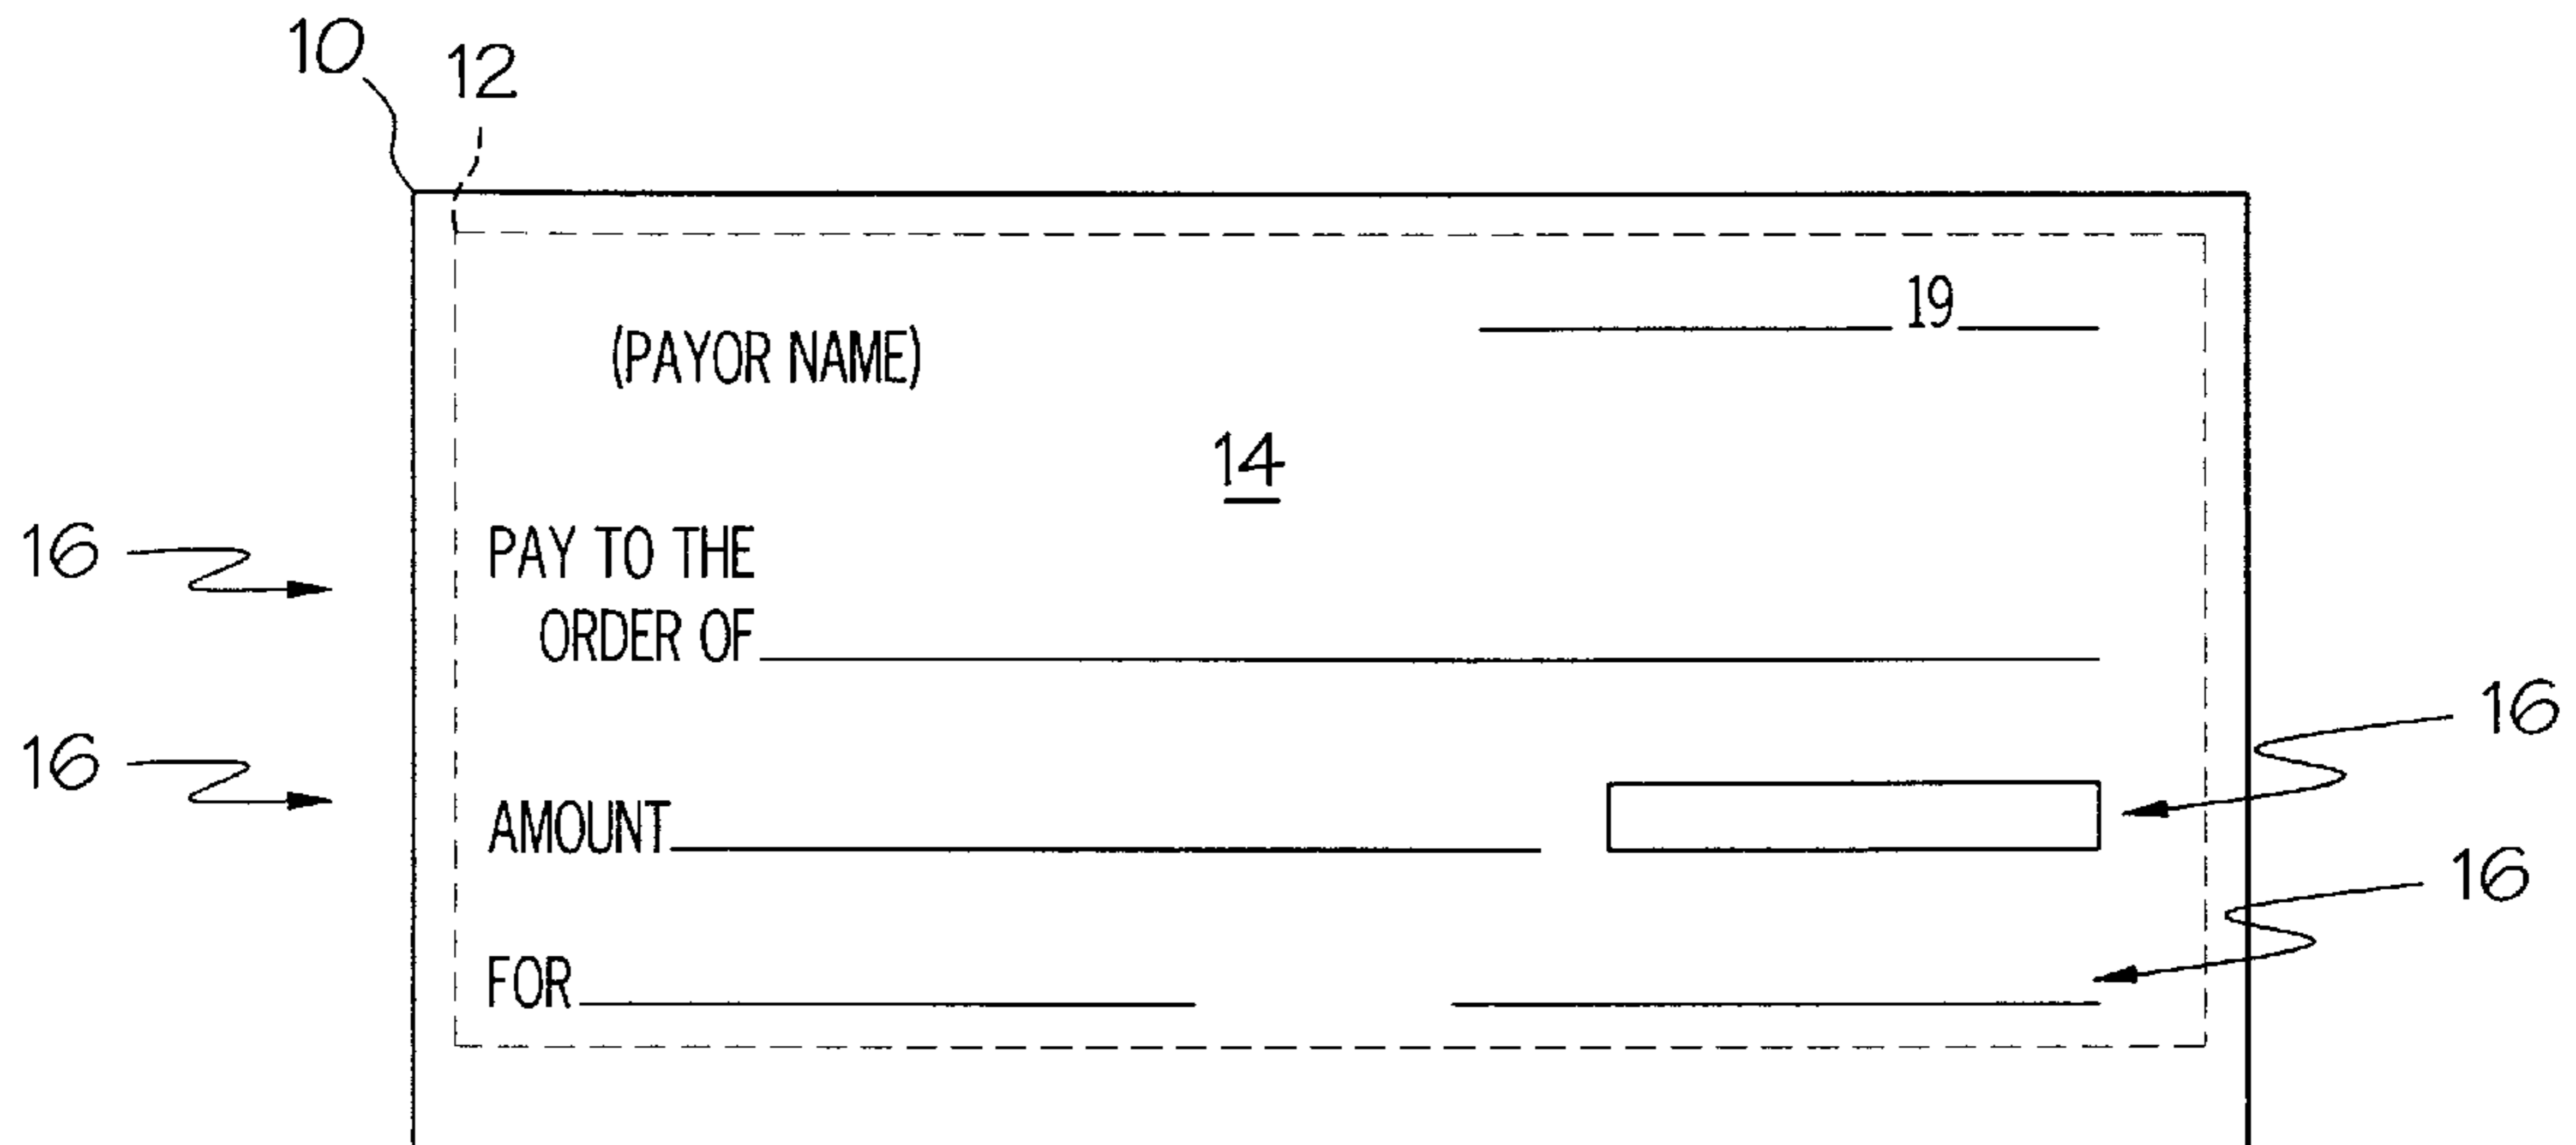 10
12
19
(PAYOR NAME)
14
16
PAY TO THE
ORDER OF
16
16
AMOUNT
16
FOR